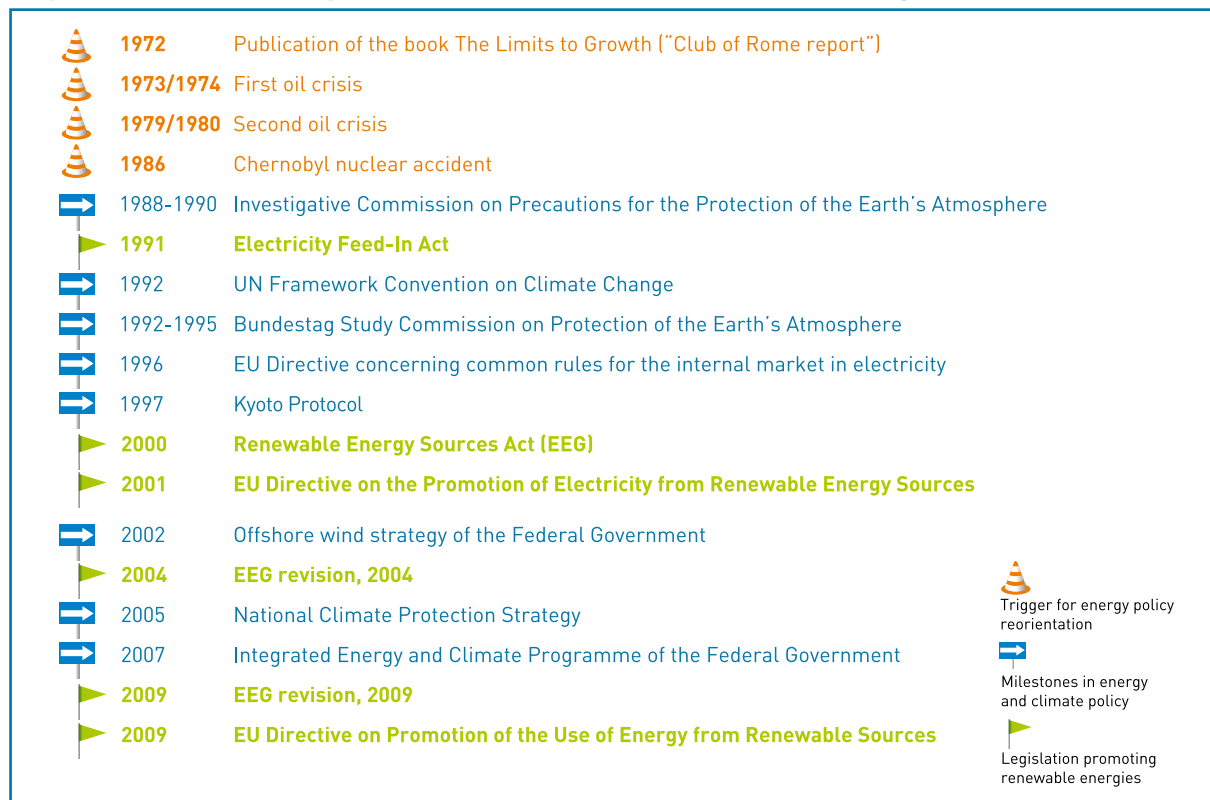 1972 Publication of the book The Limits to Growth (“Club of Rome report”)
1973/1974 First oil crisis
1979/1980 Second oil crisis
1986 Chernobyl nuclear accident
1988-1990 Investigative Commission on Precautions for the Protection of the Earth's Atmosphere
1991 Electricity Feed-In Act
1992 UN Framework Convention on Climate Change
1992-1995 Bundestag Study Commission on Protection of the Earth's Atmosphere
1996 EU Directive concerning common rules for the internal market in electricity
1997 Kyoto Protocol
2000 Renewable Energy Sources Act (EEG)
2001 EU Directive on the Promotion of Electricity from Renewable Energy Sources
2002 Offshore wind strategy of the Federal Government
2004 EEG revision, 2004
2005 National Climate Protection Strategy
2007 Integrated Energy and Climate Programme of the Federal Government
2009 EEG revision, 2009
2009 EU Directive on Promotion of the Use of Energy from Renewable Sources
Trigger for energy policy
reorientation
Milestones in energy
and climate policy
Legislation promoting
renewable energies